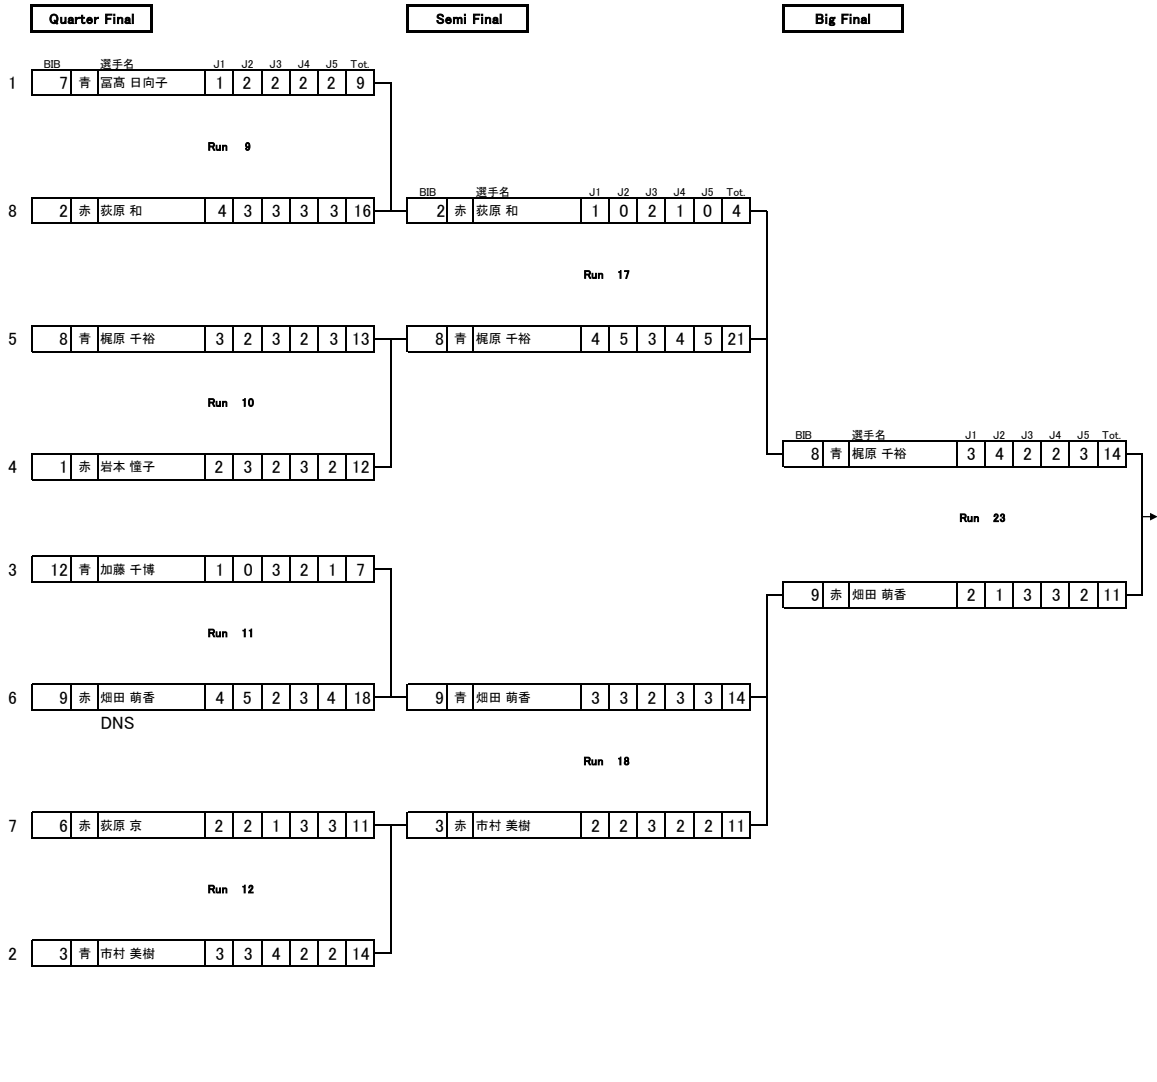 Quarter Final Semi Final Big Final
BIB 選手名 J1 J2 J3 J4 J5 Tot.
1 7 青 冨髙 日向子 1 2 2 2 2 9
Run 9
BIB 選手名 J1 J2 J3 J4 J5 Tot.
8 2 赤 荻原 和 4 3 3 3 3 16 2 赤 荻原 和 1 0 2 1 0 4
Run 17
5 8 青 梶原 千裕 3 2 3 2 3 13 8 青 梶原 千裕 4 5 3 4 5 21
Run 10
BIB 選手名 J1 J2 J3 J4 J5 Tot.
8 青 梶原 千裕 3 4 2 2 3 14
4 1 赤 岩本 憧子 2 3 2 3 2 12
Run 23
3 12 青 加藤 千博 1 0 3 2 1 7
9 赤 畑田 萌香 2 1 3 3 2 11
Run 11
6 9 赤 畑田 萌香 4 5 2 3 4 18 9 青 畑田 萌香 3 3 2 3 3 14
DNS
Run 18
7 6 赤 荻原 京 2 2 1 3 3 11 3 赤 市村 美樹 2 2 3 2 2 11
Run 12
2 3 青 市村 美樹 3 3 4 2 2 14